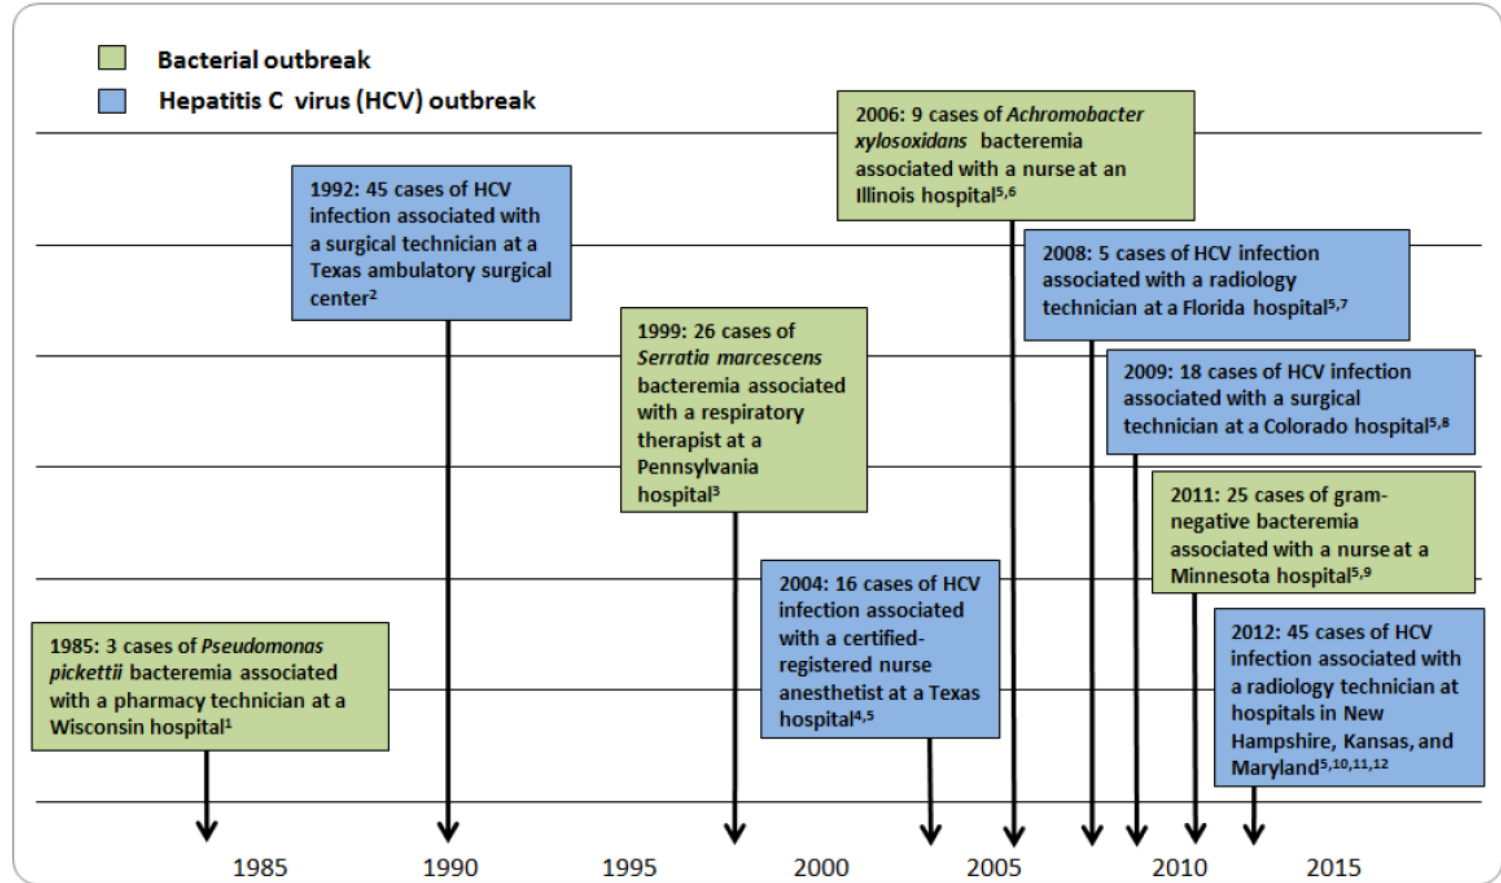 Bacterial outbreak
Hepatitis C virus (HCV) outbreak
2006: 9 cases of Achromobacter
xylosoxidans bacteremia
associated with a nurse at an
Illinois hospital5,6
1992: 45 cases of HCV
infection associated with
a surgical technician at a
Texas ambulatory surgical
center2
2008: 5 cases of HCV infection
associated with a radiology
technician at a Florida hospital5,7
1999: 26 cases of
Serratia marcescens
bacteremia associated
with a respiratory
therapist at a
Pennsylvania
hospital3
2009: 18 cases of HCV infection
associated with a surgical
technician at a Colorado hospital5,8
2011: 25 cases of gram-
negative bacteremia
associated with a nurse at a
Minnesota hospital5,9
2004: 16 cases of HCV
infection associated
with a certified-
registered nurse
anesthetist at a Texas
hospital4,5
1985: 3 cases of Pseudomonas
pickettii bacteremia associated
with a pharmacy technician at a
Wisconsin hospital1
2012: 45 cases of HCV
infection associated with
a radiology technician at
hospitals in New
Hampshire, Kansas, and
Maryland5,10,11,12
1985 1990 1995 2000 2005 2010 2015